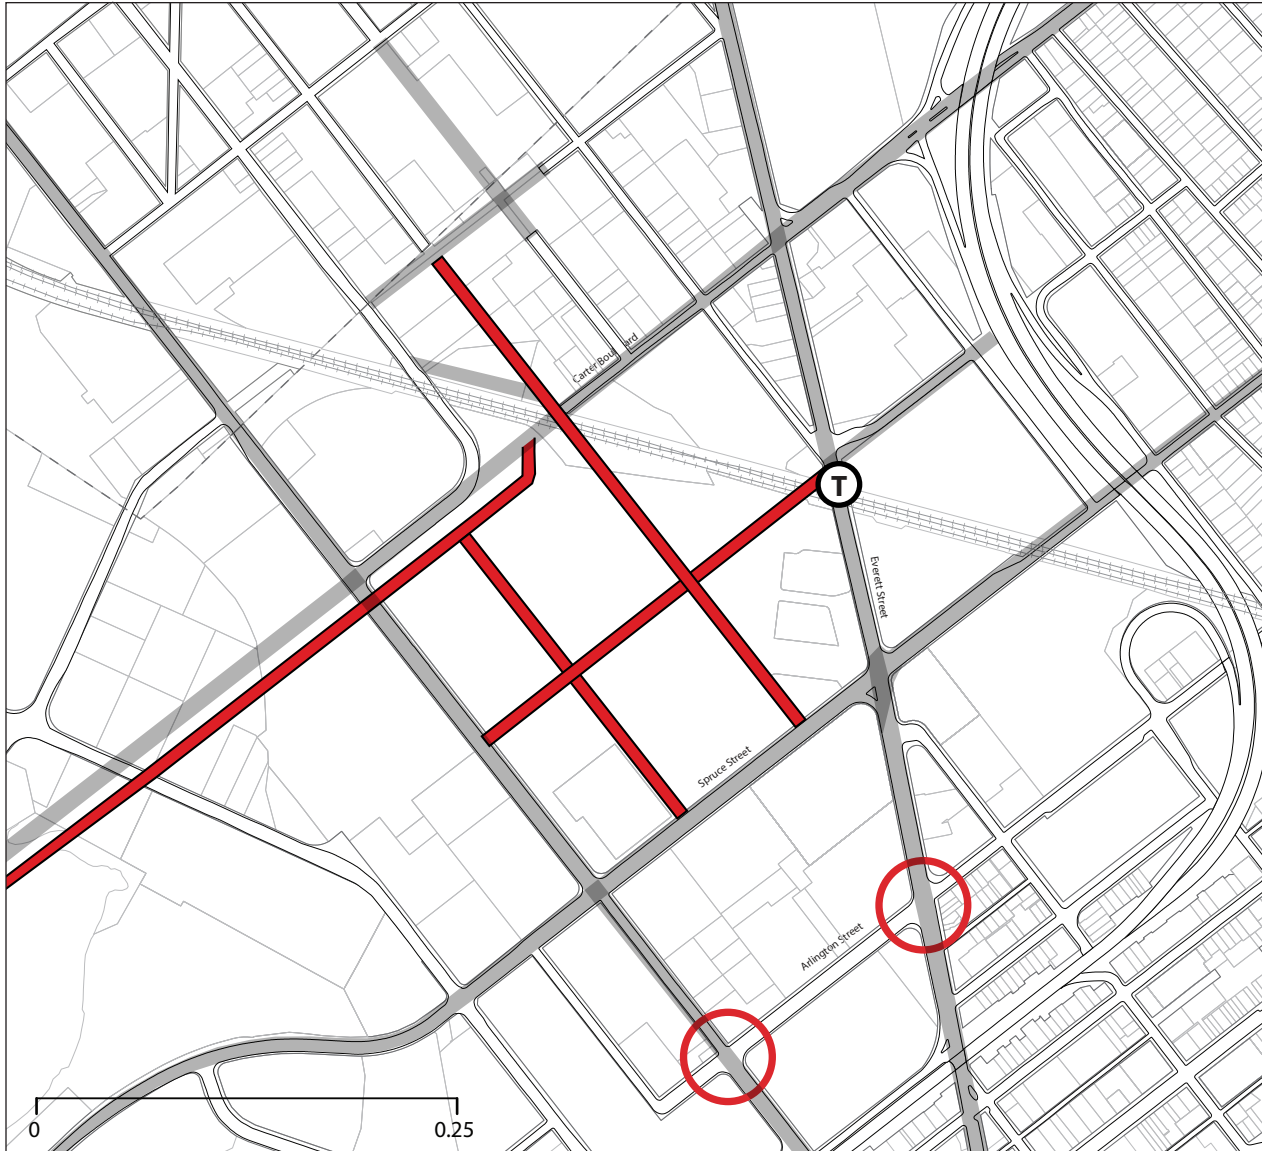 Carter Boulevard
T
Everett Street
Spruce Street
Arlington Street
0
0.25